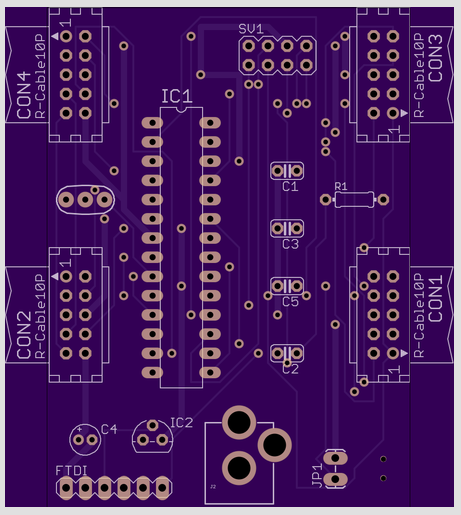 SV1
1
CON4
R-Cable10P
IC1
CON3
R-Cable10P
1
C1
R1
C3
1
CON2
R-Cable10P
C5
CON1
R-Cable10P
1
C2
+
C4
IC2
FTDI
J2
JP1